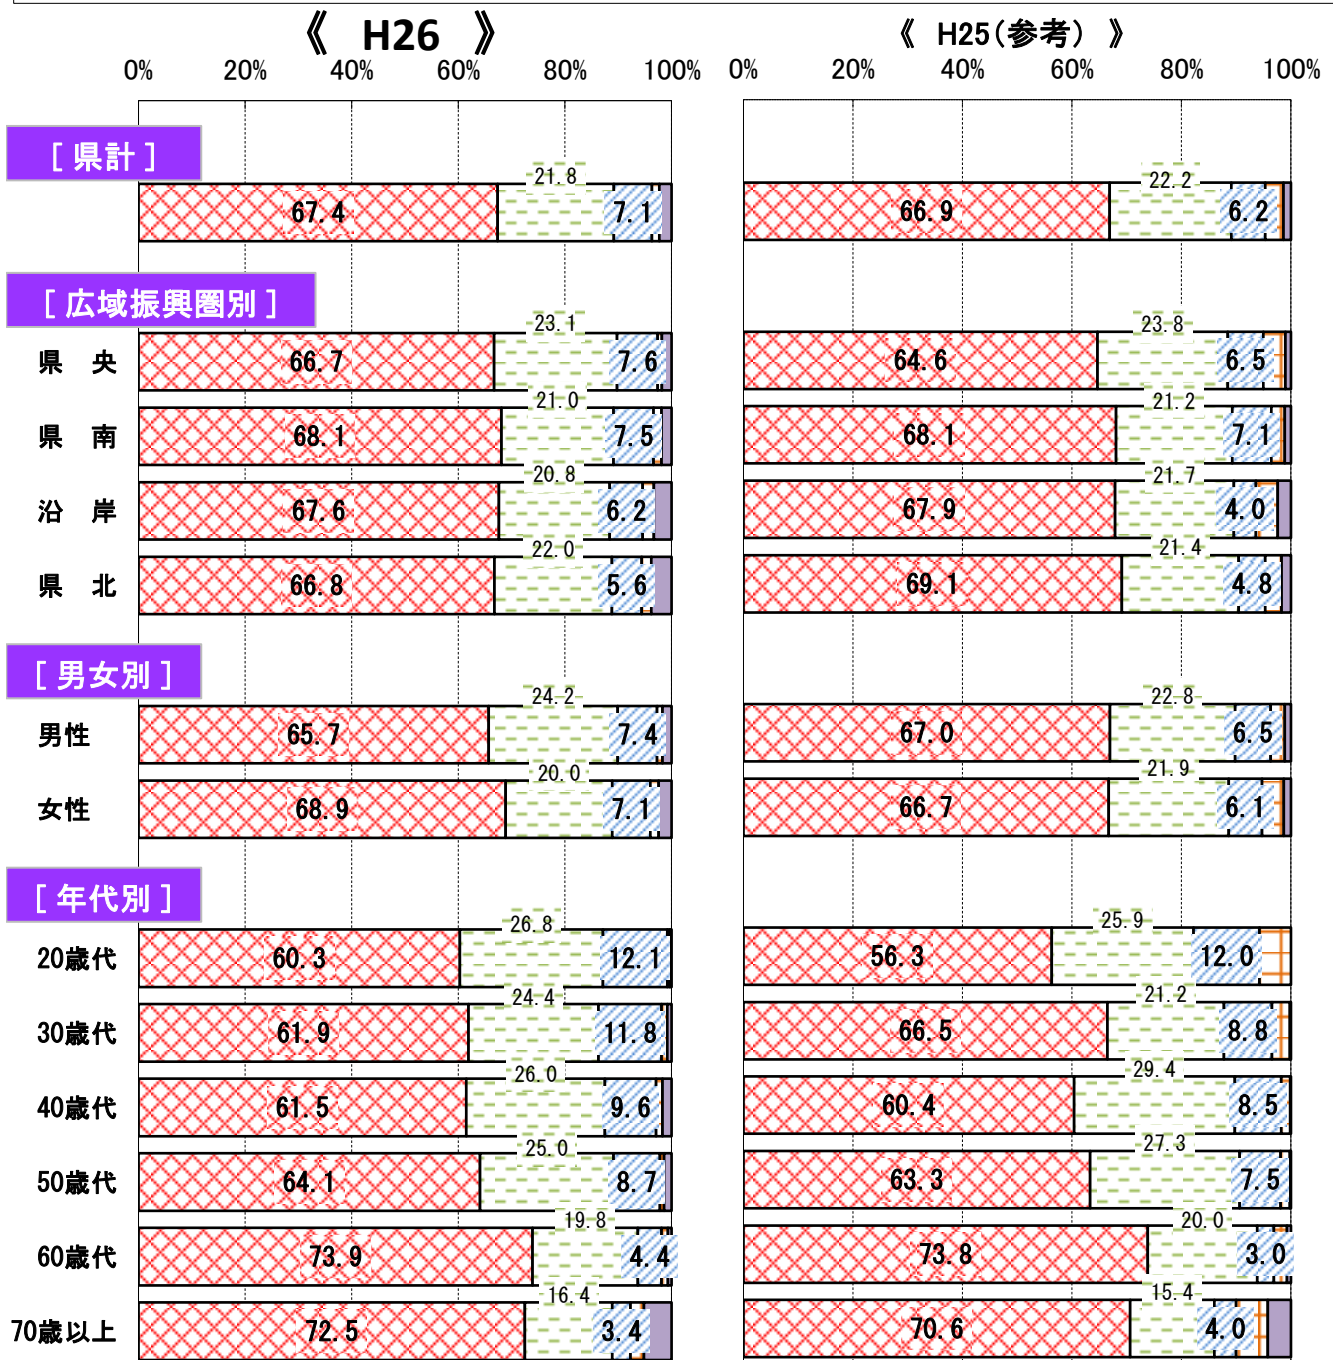 《 H26 》 《 H25(参考) 》
0% 20% 40% 60% 80% 100% 0% 20% 40% 60% 80% 100%
[ 県計 ]
21.8 22.2
67.4 7.1 66.9 6.2
[ 広域振興圏別 ]
23.1 23.8
県 央 66.7 7.6 64.6 6.5
21.0 21.2
県 南 68.1 7.5 68.1 7.1
20.8 21.7
沿 岸 67.6 6.2 67.9 4.0
22.0 21.4
県 北 66.8 5.6 69.1 4.8
[ 男女別 ]
24.2 22.8
男性 65.7 7.4 67.0 6.5
20.0 21.9
女性 68.9 7.1 66.7 6.1
[ 年代別 ]
26.8 25.9
20歳代 60.3 12.1 56.3 12.0
24.4 21.2
30歳代 61.9 11.8 66.5 8.8
26.0 29.4
40歳代 61.5 9.6 60.4 8.5
25.0 27.3
50歳代 64.1 8.7 63.3 7.5
19.8 20.0
60歳代 73.9 4.4 73.8 3.0
16.4 15.4
70歳以上 72.5 3.4 70.6 4.0